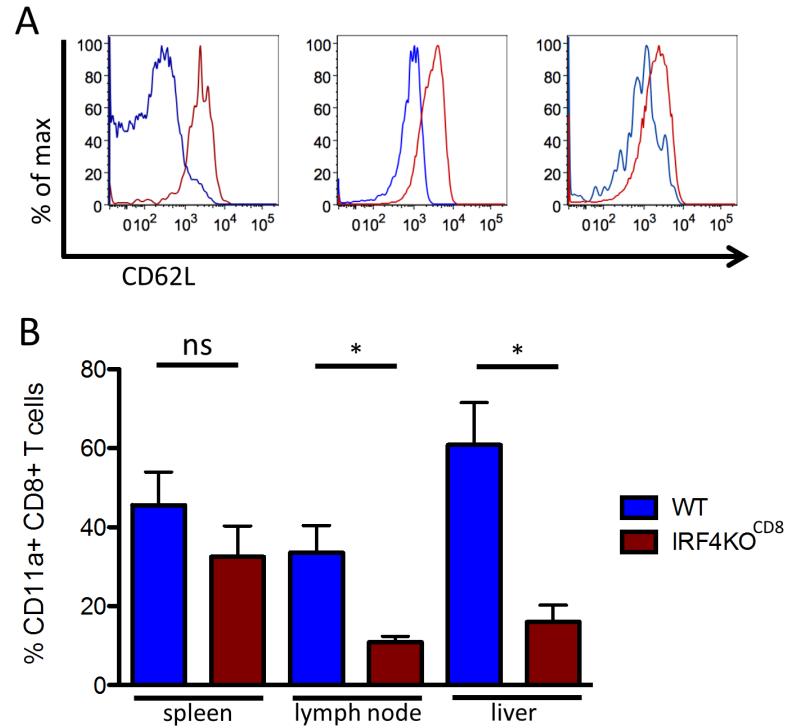 A
% of max
100
80
60
40
20
0
0 10² 10³ 10⁴ 10⁵
100
80
60
40
20
0
0 10² 10³ 10⁴ 10⁵
100
80
60
40
20
0
0 10² 10³ 10⁴ 10⁵
CD62L
B
% CD11a+ CD8+ T cells
80
60
40
20
0
ns
*
*
spleen
lymph node
liver
WT
IRF4KO^CD8